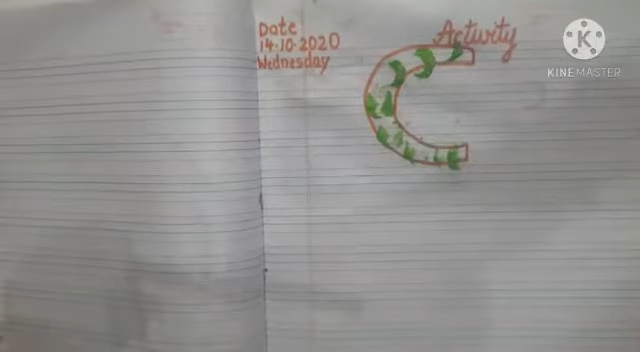 Date
14.10.2020
Wednesday
Activity
C
KINEMASTER